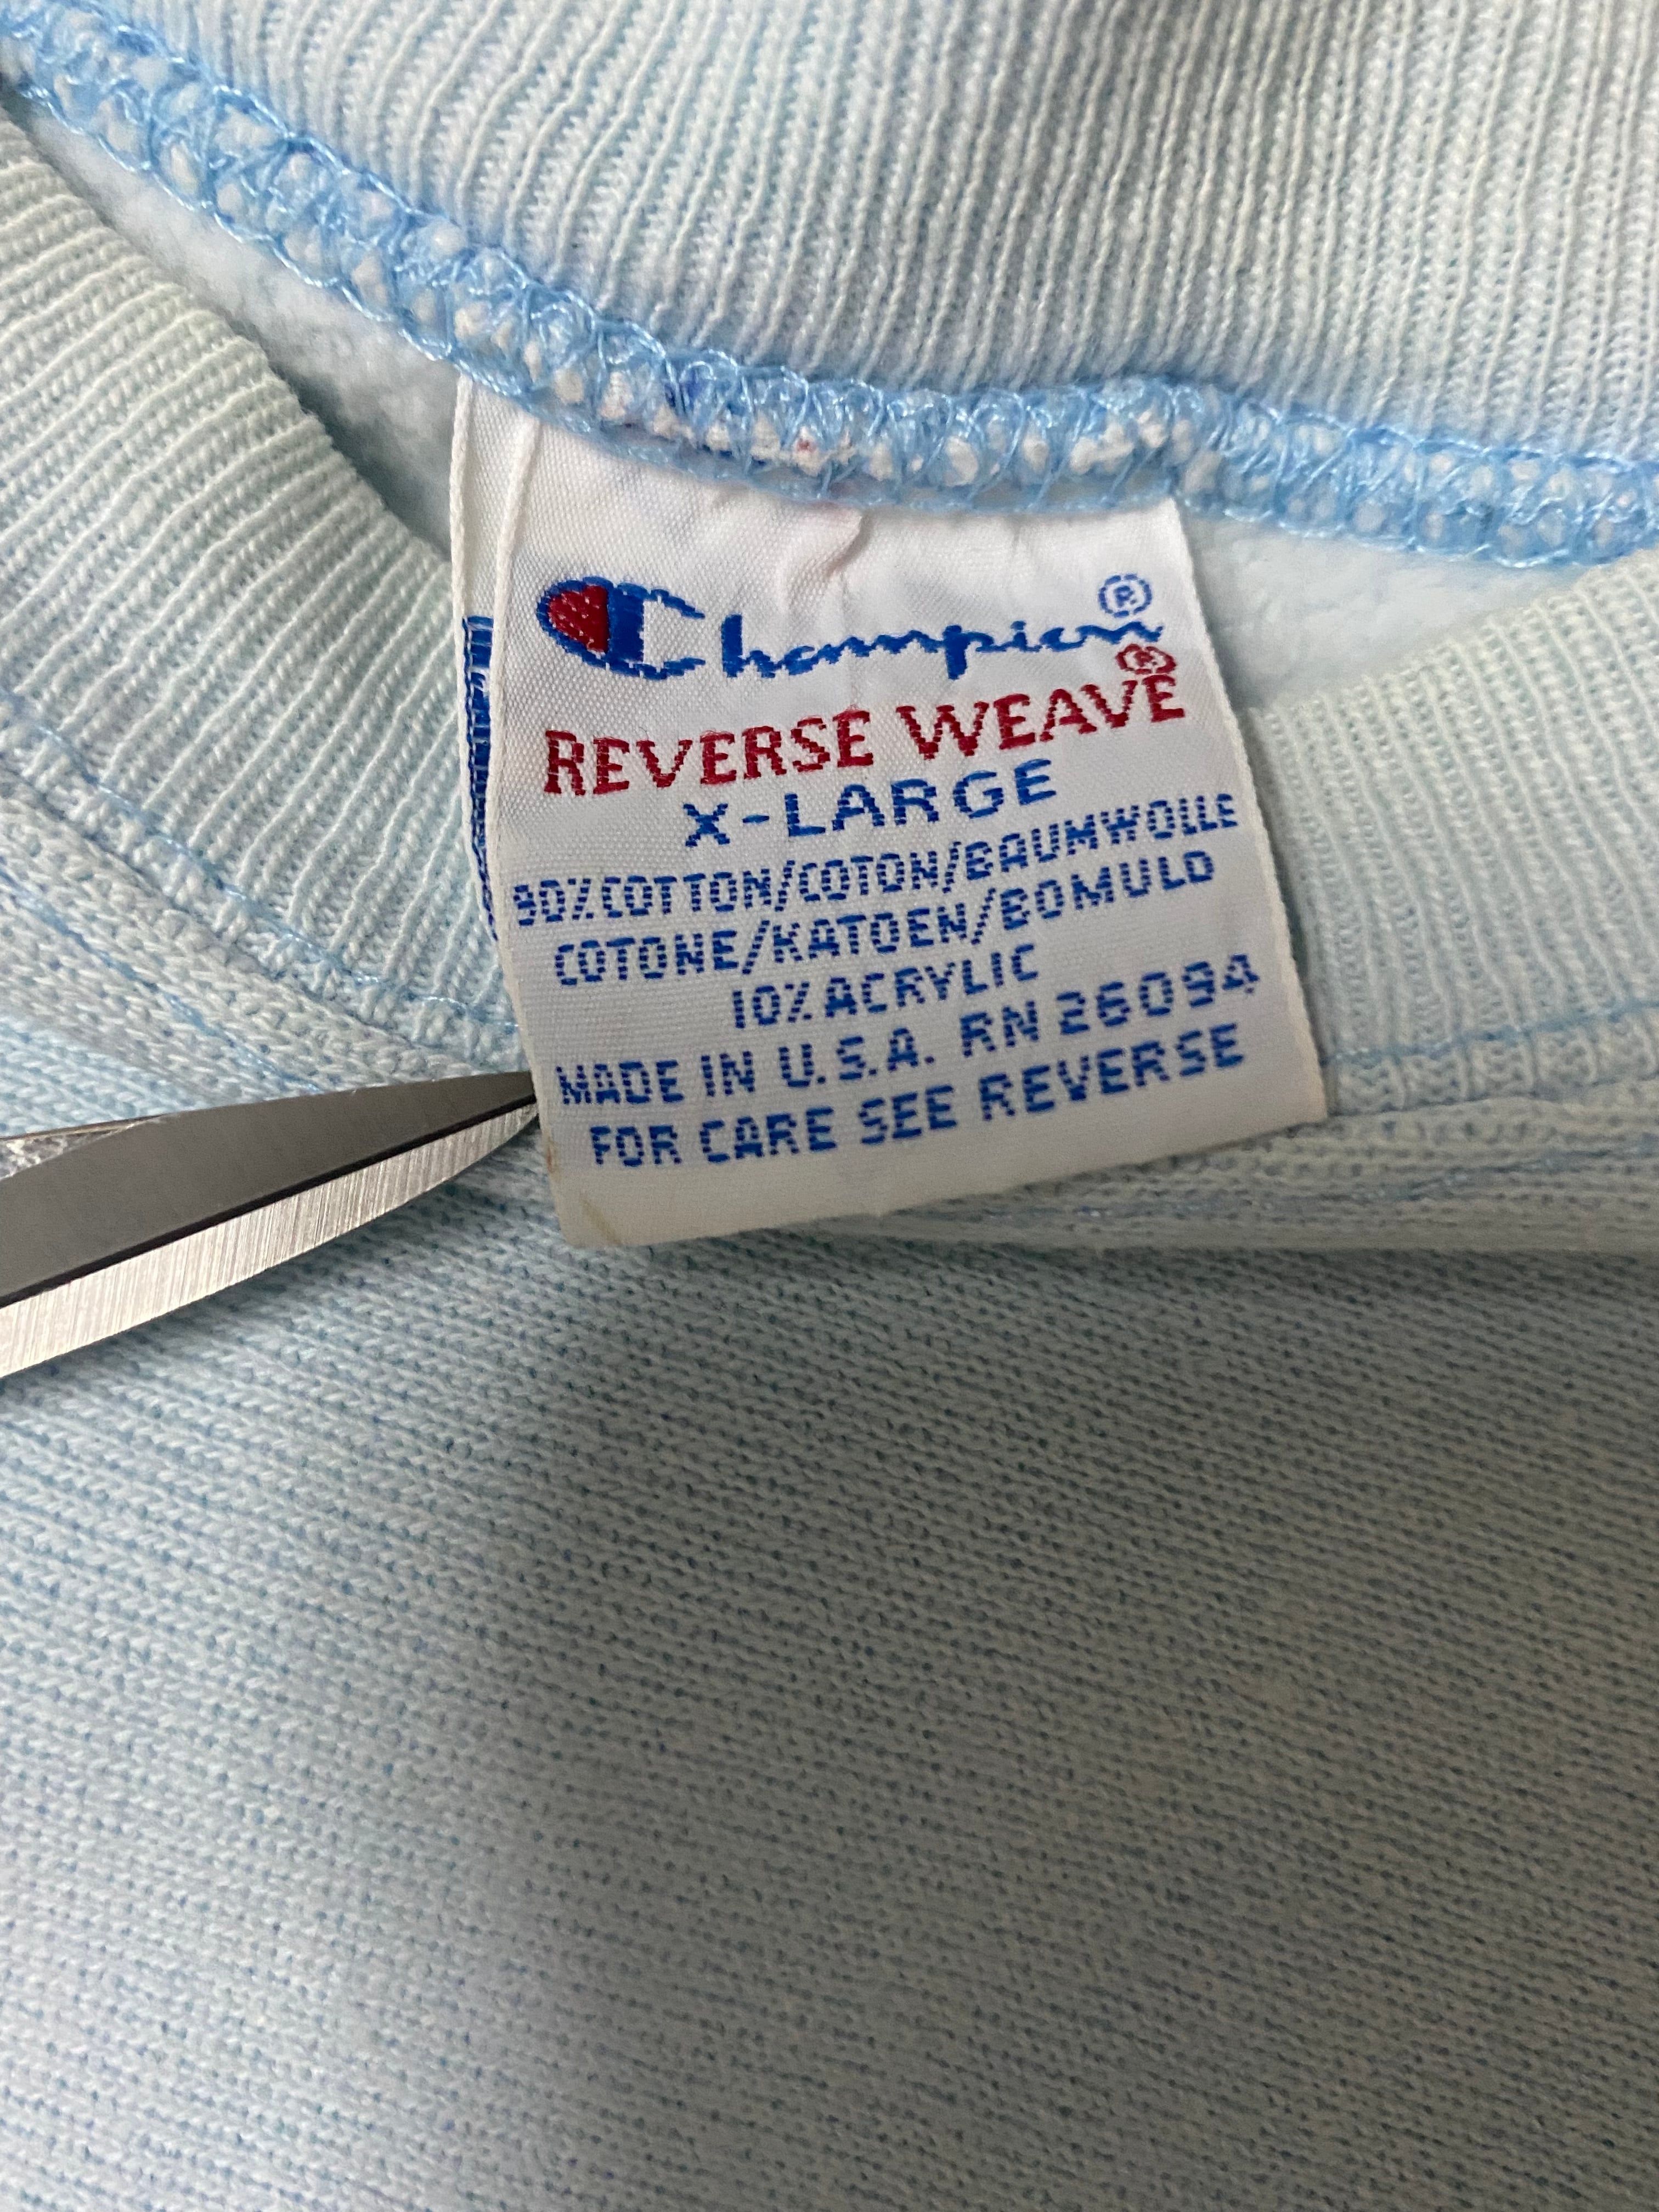 Champion®
REVERSE WEAVE®
X-LARGE
90% COTTON/COTON/BAUMWOLLE
COTONE/KATOEN/BOMULD
10% ACRYLIC
MADE IN U.S.A. RN 26094
FOR CARE SEE REVERSE